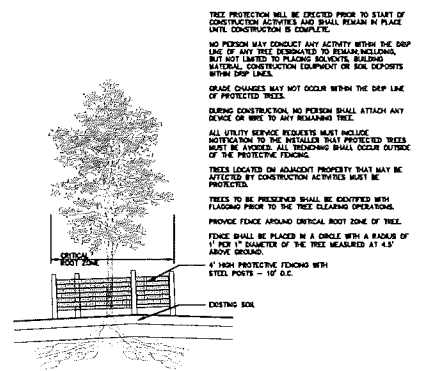 TREE PROTECTION WILL BE ERECTED PRIOR TO START OF
CONSTRUCTION ACTIVITIES AND SHALL REMAIN IN PLACE
UNTIL CONSTRUCTION IS COMPLETE.
NO PERSON MAY CONDUCT ANY ACTIVITY WITHIN THE DRIP
LINE OF ANY TREE DESIGNATED TO REMAIN; INCLUDING,
BUT NOT LIMITED TO PLACING SOLVENTS, BUILDING
MATERIAL, CONSTRUCTION EQUIPMENT OR SOIL DEPOSITS
WITHIN DRIP LINES.
GRADE CHANGES MAY NOT OCCUR WITHIN THE DRIP LINE
OF PROTECTED TREES.
DURING CONSTRUCTION, NO PERSON SHALL ATTACH ANY
DEVICE OR WIRE TO ANY REMAINING TREE.
ALL UTILITY SERVICE REQUESTS MUST INCLUDE
NOTIFICATION TO THE INSTALLER THAT PROTECTED TREES
MUST BE AVOIDED. ALL TRENCHING SHALL OCCUR OUTSIDE
OF THE PROTECTIVE FENCING.
TREES LOCATED ON ADJACENT PROPERTY THAT MAY BE
AFFECTED BY CONSTRUCTION ACTIVITIES MUST BE
PROTECTED.
TREES TO BE PRESERVED SHALL BE IDENTIFIED WITH
FLAGGING PRIOR TO THE TREE CLEARING OPERATIONS.
PROVIDE FENCE AROUND CRITICAL ROOT ZONE OF TREE.
FENCE SHALL BE PLACED IN A CIRCLE WITH A RADIUS OF
1' PER 1" DIAMETER OF THE TREE MEASURED AT 4.5'
ABOVE GROUND.
CRITICAL
ROOT ZONE
4' HIGH PROTECTIVE FENCING WITH
STEEL POSTS - 10' O.C.
EXISTING SOIL